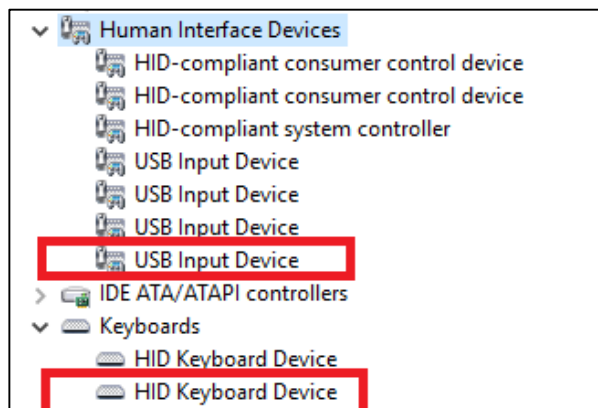 Human Interface Devices
HID-compliant consumer control device
HID-compliant consumer control device
HID-compliant system controller
USB Input Device
USB Input Device
USB Input Device
USB Input Device
IDE ATA/ATAPI controllers
Keyboards
HID Keyboard Device
HID Keyboard Device